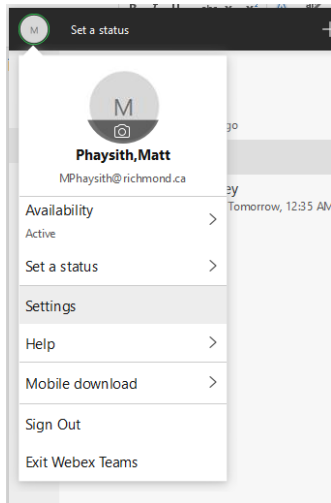 M
Set a status
M
Phaysith,Matt
MPhaysith@richmond.ca
Availability
Active
Set a status
Settings
Help
Mobile download
Sign Out
Exit Webex Teams
go
ey
Tomorrow, 12:35 AM